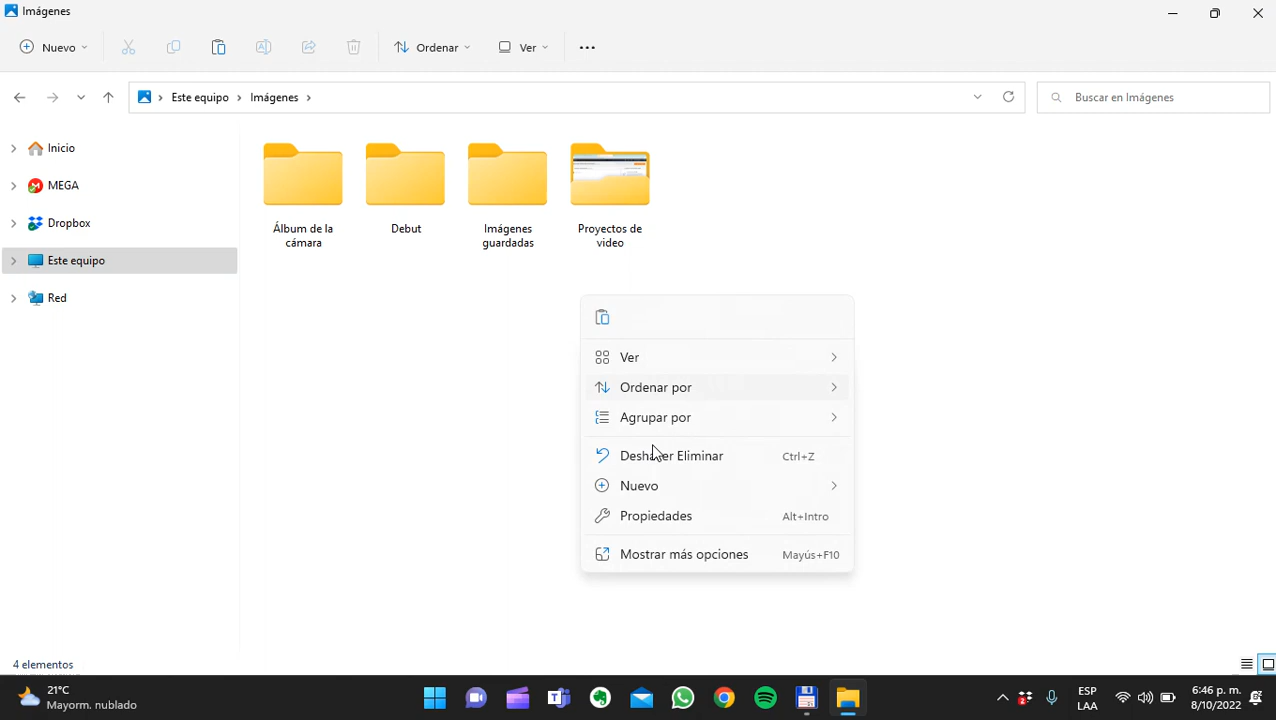 Imágenes
Nuevo
Ordenar
Ver
Este equipo
Imágenes
Buscar en Imágenes
Inicio
MEGA
Dropbox
Este equipo
Red
Álbum de la
cámara
Debut
Imágenes
guardadas
Proyectos de
video
Ver
Ordenar por
Agrupar por
Deshacer Eliminar Ctrl+Z
Nuevo
Propiedades Alt+Intro
Mostrar más opciones Mayús+F10
4 elementos
21°C
Mayorm. nublado
ESP
LAA
6:46 p. m.
8/10/2022